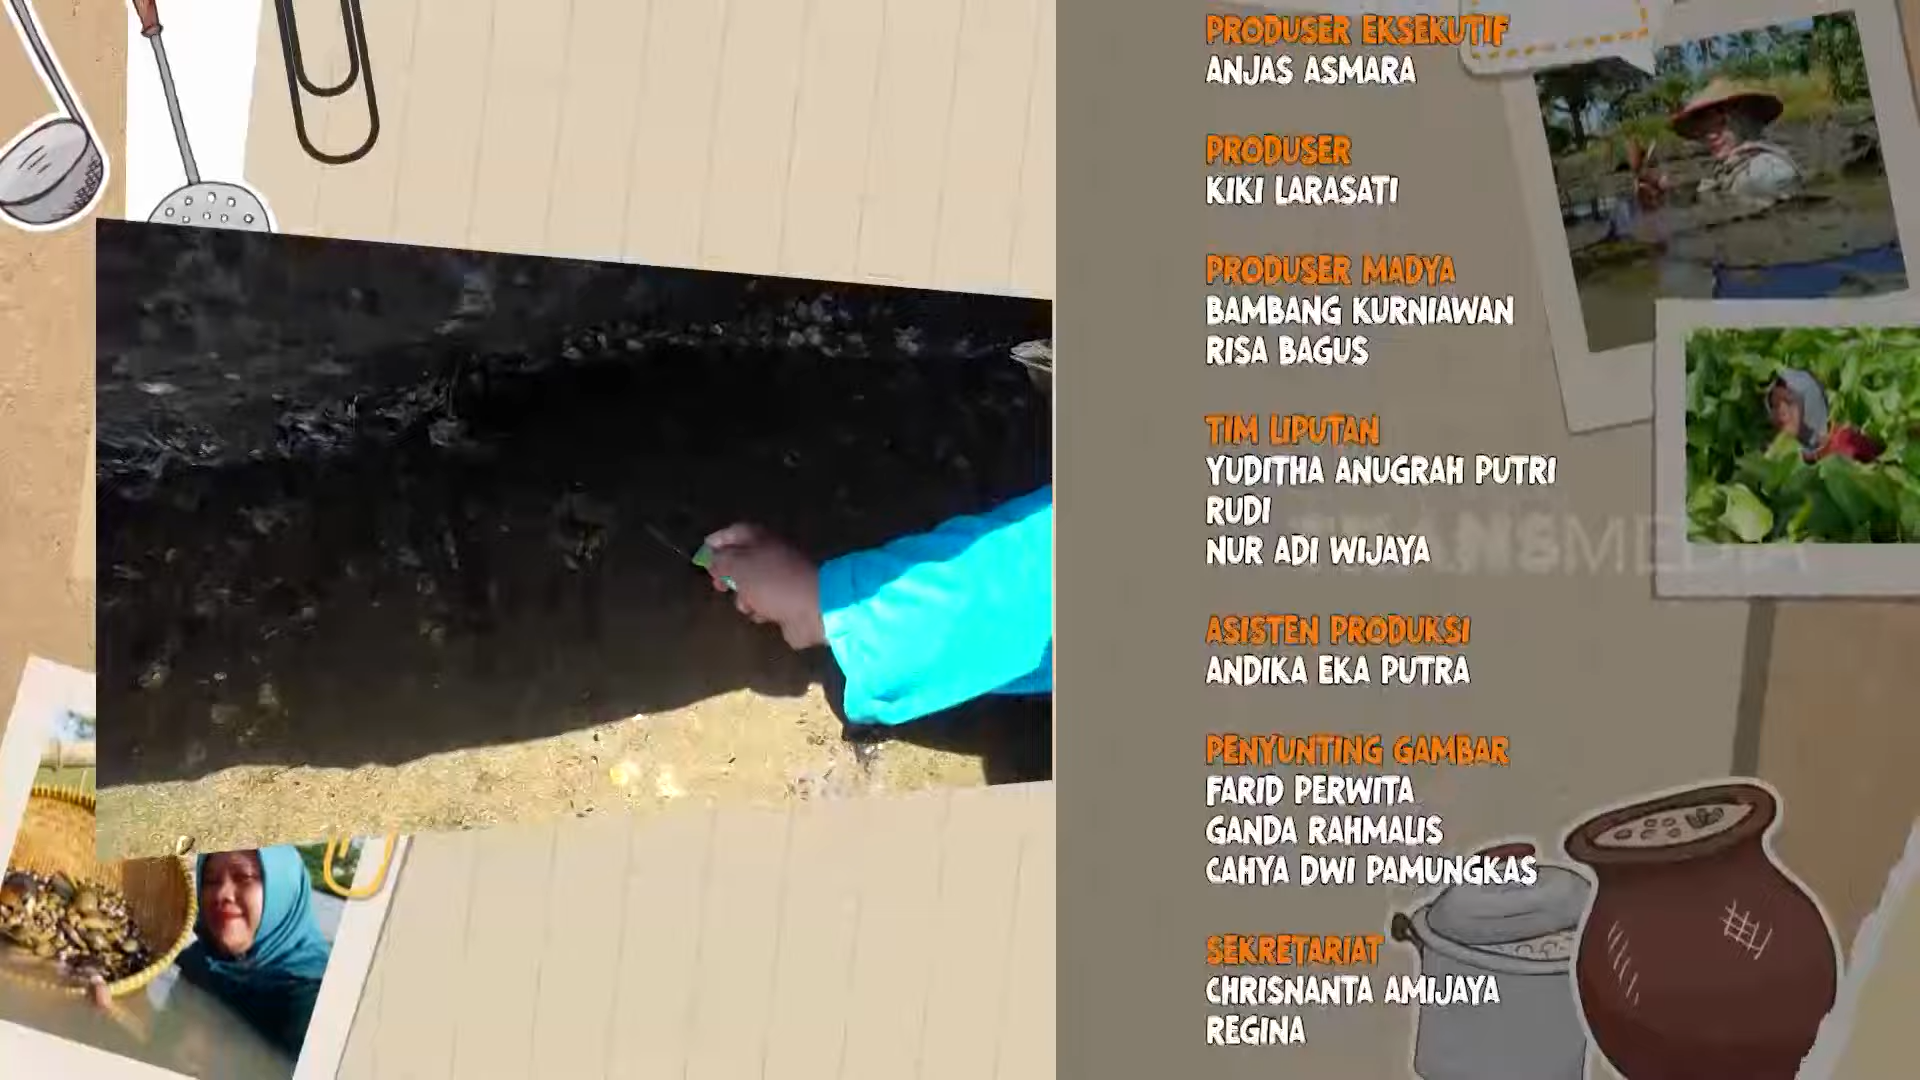 PRODUSER EKSEKUTIF
ANJAS ASMARA
PRODUSER
KIKI LARASATI
PRODUSER MADYA
BAMBANG KURNIAWAN
RISA BAGUS
TIM LIPUTAN
YUDITHA ANUGRAH PUTRI
RUDI
NUR ADI WIJAYA
TRANSMEDIA
ASISTEN PRODUKSI
ANDIKA EKA PUTRA
PENYUNTING GAMBAR
FARID PERWITA
GANDA RAHMALIS
CAHYA DWI PAMUNGKAS
SEKRETARIAT
CHRISNANTA AMIJAYA
REGINA